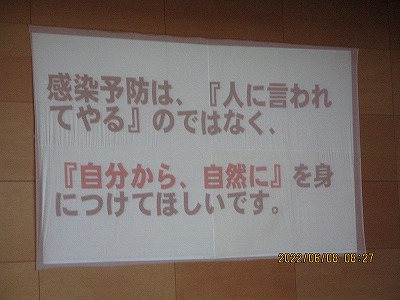 感染予防は、『人に言われ
てやる』のではなく、
『自分から、自然に』を身
につけてほしいです。
2022/06/08 08:27